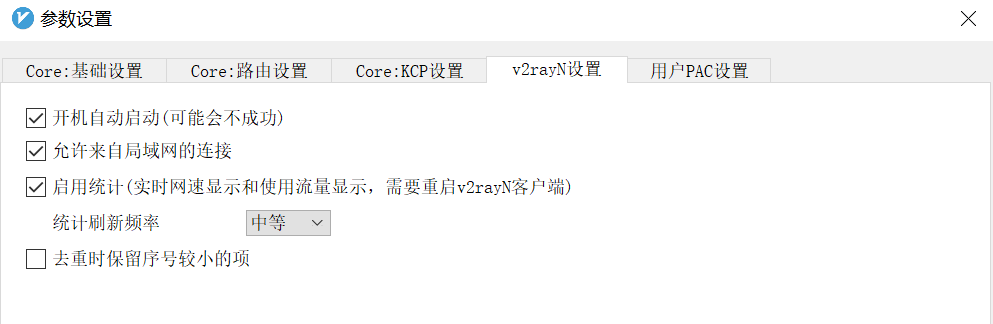 参数设置
Core:基础设置 Core:路由设置 Core:KCP设置 v2rayN设置 用户PAC设置
开机自动启动(可能会不成功)
允许来自局域网的连接
启用统计(实时网速显示和使用流量显示，需要重启v2rayN客户端)
统计刷新频率 中等
去重时保留序号较小的项